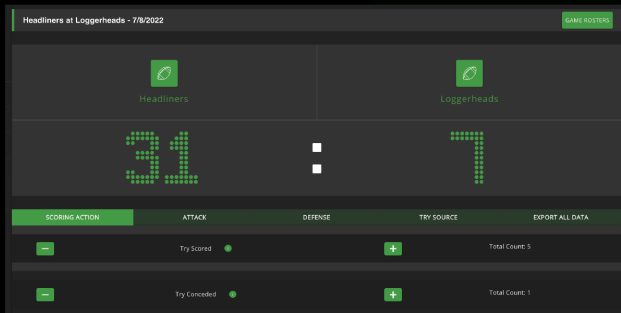 Headliners at Loggerheads - 7/8/2022
GAME ROSTERS
Headliners
Loggerheads
31
7
SCORING ACTION
ATTACK
DEFENSE
TRY SOURCE
EXPORT ALL DATA
Try Scored
+
Total Count: 5
Try Conceded
+
Total Count: 1